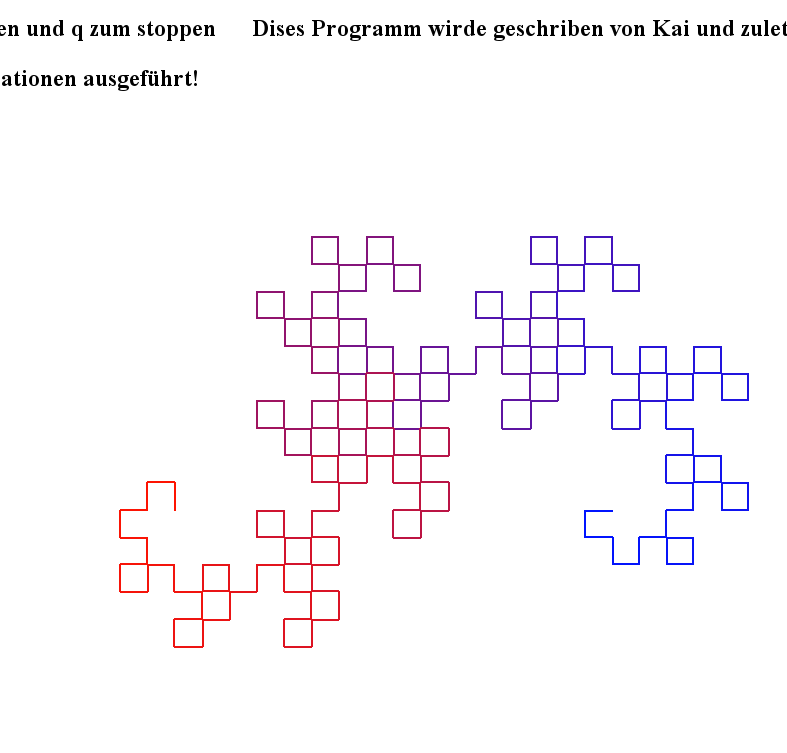 en und q zum stoppen Dises Programm wirde geschriben von Kai und zulet
ationen ausgeführt!